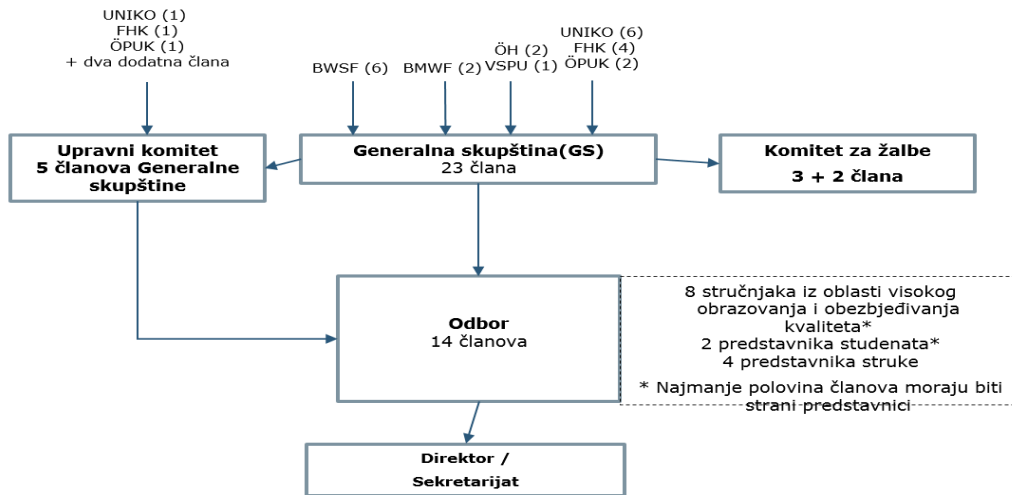 UNIKO (1)
FHK (1)
ÖPUK (1)
+ dva dodatna člana
BWSF (6)
BMWF (2)
ÖH (2)
VSPU (1)
UNIKO (6)
FHK (4)
ÖPUK (2)
Upravni komitet
5 članova Generalne
skupštine
Generalna skupština(GS)
23 člana
Komitet za žalbe
3 + 2 člana
Odbor
14 članova
8 stručnjaka iz oblasti visokog
obrazovanja i obezbjeđivanja
kvaliteta*
2 predstavnika studenata*
4 predstavnika struke
* Najmanje polovina članova moraju biti
strani predstavnici
Direktor /
Sekretarijat